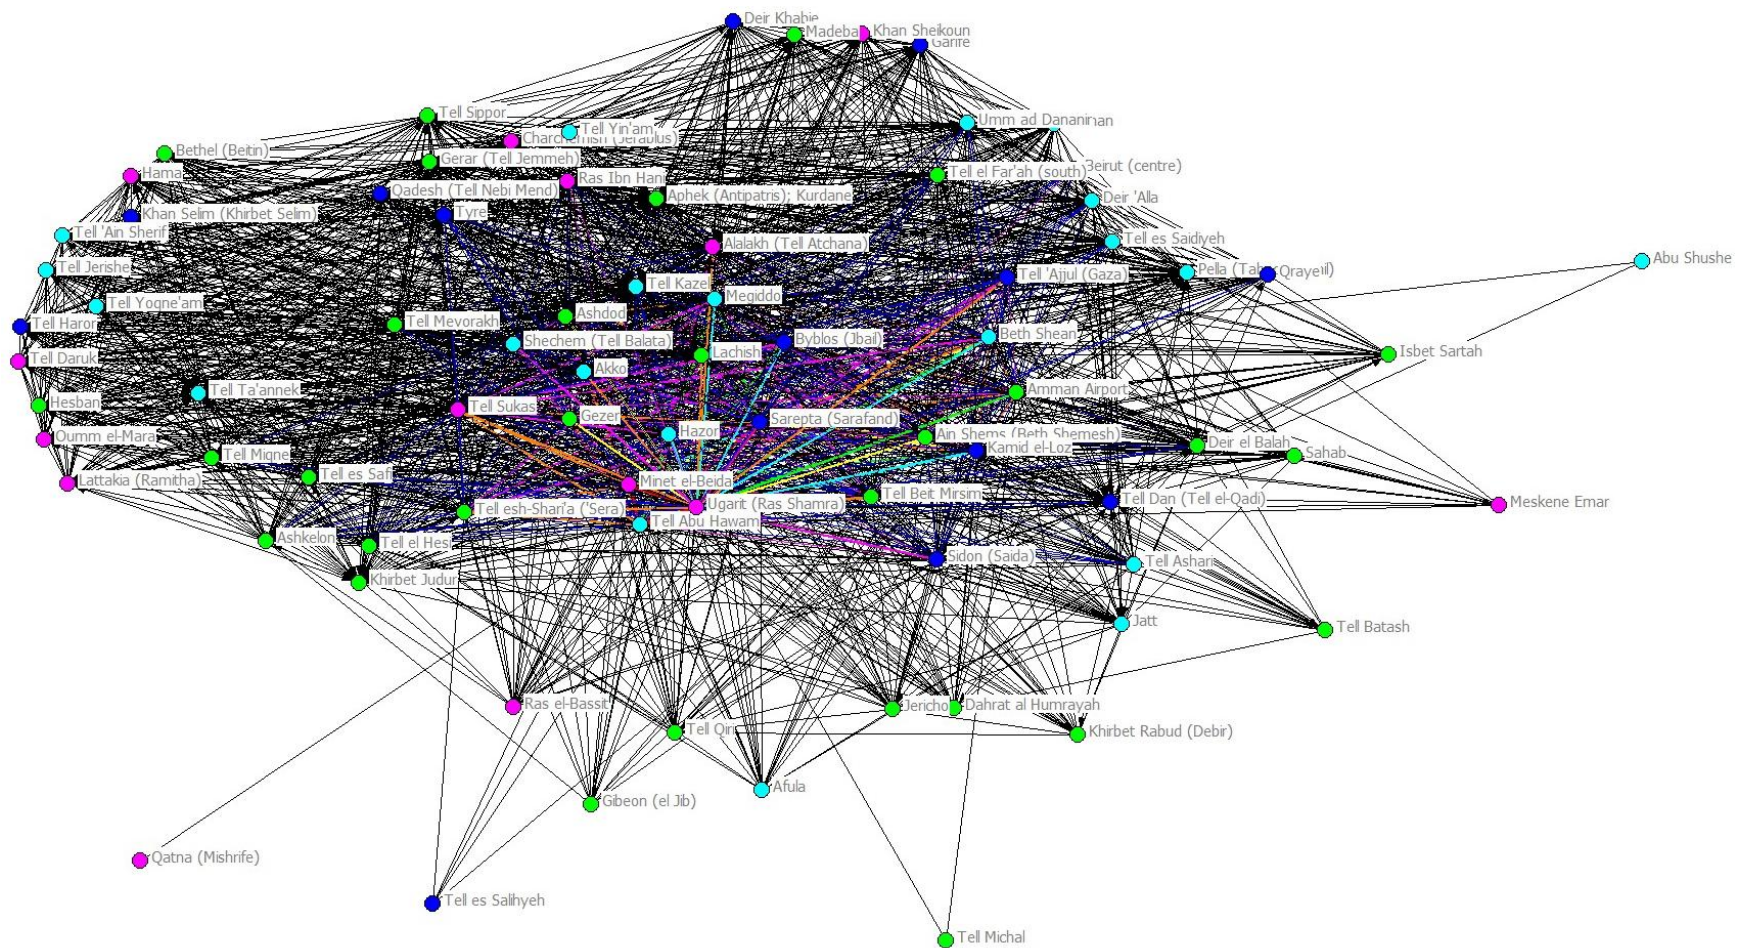 Deir Khabie
Madeba
Khan Sheikoun
Garife
Tell Sippor
Umm ad Dananir
Tell Yin'am
Charchemish (Jerablus)
Bethel (Beitin)
Gerar (Tell Jemmeh)
Beirut (centre)
Hama
Tell el Far'ah (south)
Ras Ibn Hani
Qadesh (Tell Nebi Mend)
Aphek (Antipatris); Kurdane
Deir 'Alla
Khan Selim (Khirbet Selim)
Tyre
Tell 'Ain Sherif
Alalakh (Tell Atchana)
Tell es Saidiyeh
Abu Shushe
Tell Jerishe
Tell 'Ajjul (Gaza)
Pella
Qraye
Tell Kazel
Megiddo
Tell Yogne'am
Ashdod
Tell Haror
Tell Mevorakh
Shechem (Tell Balata)
Byblos (Jbail)
Beth Shean
Lachish
Isbet Sartah
Tell Daruk
Akko
Tell Ta'annek
Amman Airport
Hesban
Tell Sukas
Gezer
Sarepta (Sarafand)
Oumm el-Mara
Hazor
Ain Shems (Beth Shemesh)
Deir el Balah
Kamid el-Loz
Sahab
Tell Miqne
Lattakia (Ramitha)
Tell es Safi
Minet el-Beida
Tell Beit Mrsim
Tell Dan (Tell el-Qadi)
Meskene Emar
Ugarit (Ras Shamra)
Tell esh-Shari'a ('Sera)
Tell Abu Hawam
Ashkelon
Tell el Hesi
Sidon (Saida)
Tell Ashari
Khirbet Judur
Jatt
Tell Batash
Ras el-Bassit
Jericho
Dahrat al Humrayah
Tell Qiri
Khirbet Rabud (Debir)
Afula
Gibeon (el Jib)
Qatna (Mishrife)
Tell es Salihyeh
Tell Michal